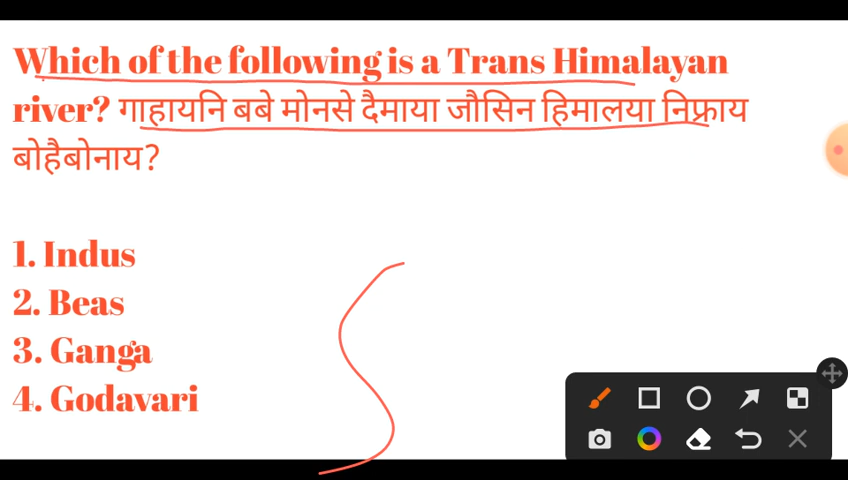 Which of the following is a Trans Himalayan
river? गाहायनि बबे मोनसे दैमाया जौसिन हिमालया निफ्राय
बोहैबोनाय?
1. Indus
2. Beas
3. Ganga
4. Godavari